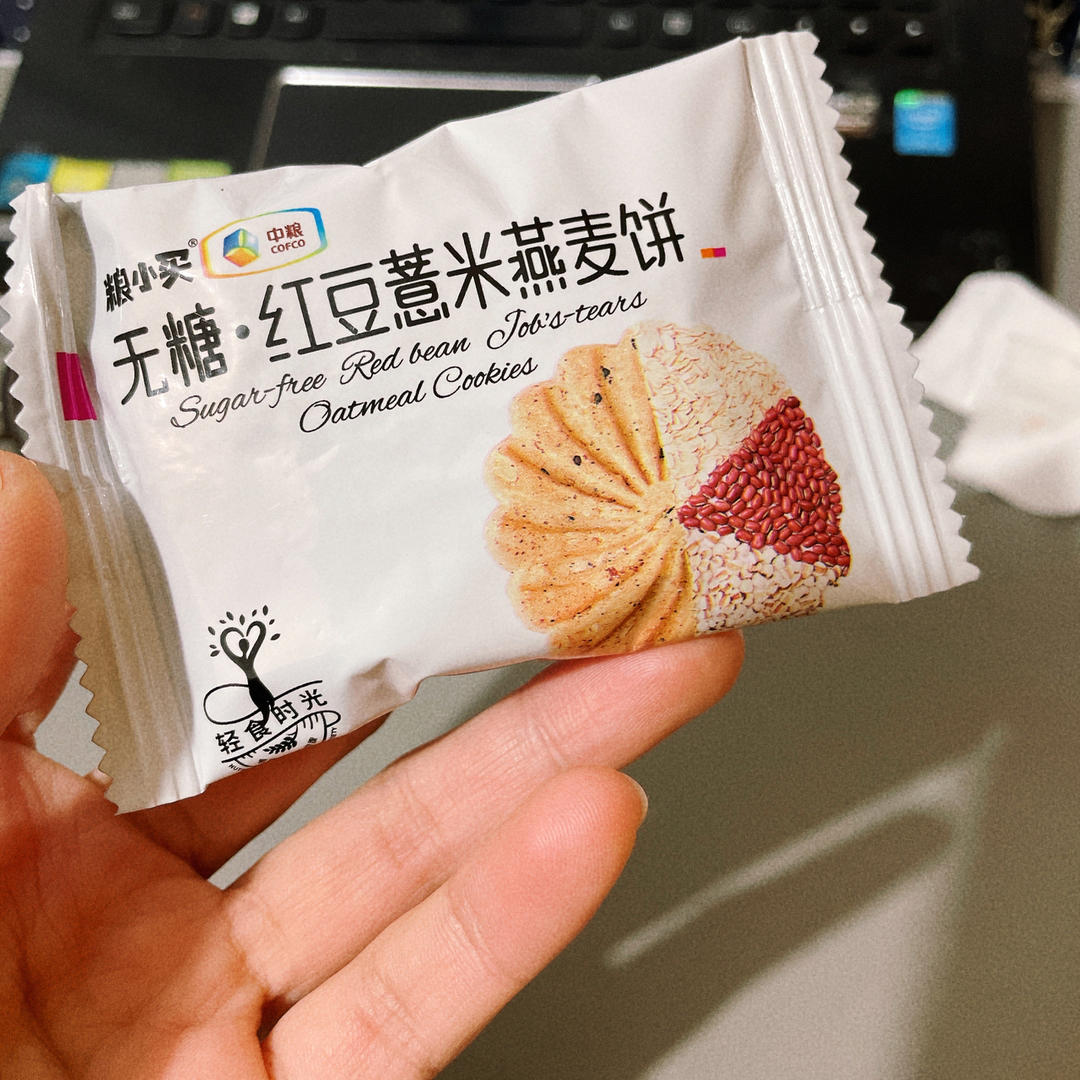 粮小买®
中粮
COFCO
无糖·红豆薏米燕麦饼
Sugar-free Red bean Job's-tears
Oatmeal Cookies
轻食时光